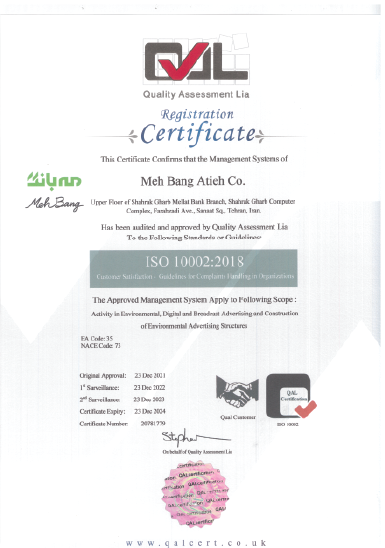 QAL
Quality Assessment Lia
Registration
Certificate
This Certificate Confirms that the Management Systems of
مه بانگ
Meh Bang
Meh Bang Atieh Co.
Upper Floor of Shahrak Gharb Mellat Bank Branch, Shahrak Gharb Computer
Complex, Farahzadi Ave., Sanaat Sq., Tehran, Iran.
Has been audited and approved by Quality Assessment Lia
To the Following Standards or Guidelines
ISO 10002:2018
Customer Satisfaction - Guidelines for Complaints Handling in Organizations
The Approved Management System Apply to Following Scope :
Activity in Environmental, Digital and Broadcast Advertising and Construction
of Environmental Advertising Structures
EA Code: 35
NACE Code: 73
Original Approval: 23 Dec 2021
1st Surveillance: 23 Dec 2022
2nd Surveillance: 23 Dec 2023
Certificate Expiry: 23 Dec 2024
Certificate Number: 20781770
Qual Customer
QAL
Certification
ISO 10002
Stephen
On behalf of Quality Assessment Lia
QAL certification
www.qalcert.co.uk